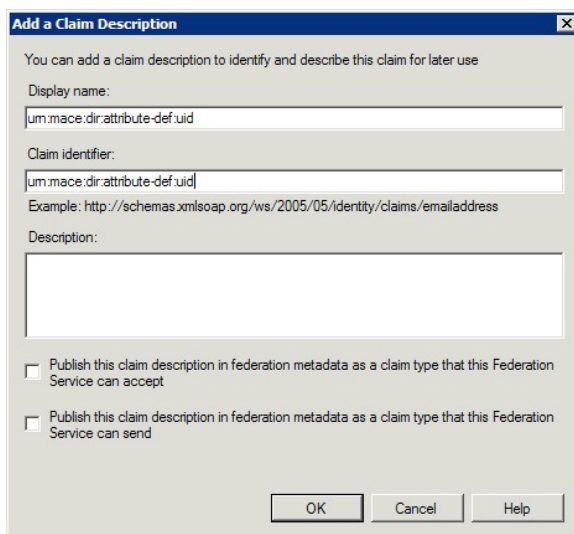 Add a Claim Description
You can add a claim description to identify and describe this claim for later use
Display name:
urn:mace:dir:attribute-def:uid
Claim identifier:
urn:mace:dir:attribute-def:uid
Example: http://schemas.xmlsoap.org/ws/2005/05/identity/claims/emailaddress
Description:
Publish this claim description in federation metadata as a claim type that this Federation
Service can accept
Publish this claim description in federation metadata as a claim type that this Federation
Service can send
OK Cancel Help